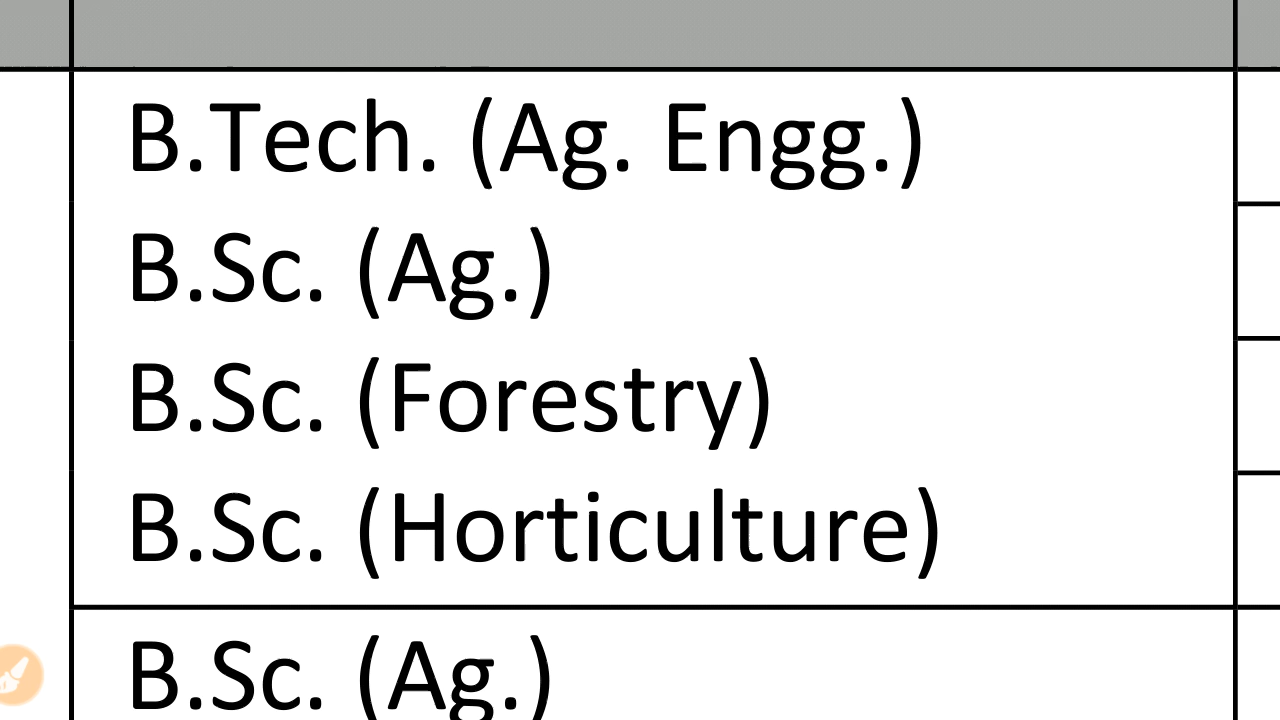 B.Tech. (Ag. Engg.)
B.Sc. (Ag.)
B.Sc. (Forestry)
B.Sc. (Horticulture)
B.Sc. (Ag.)